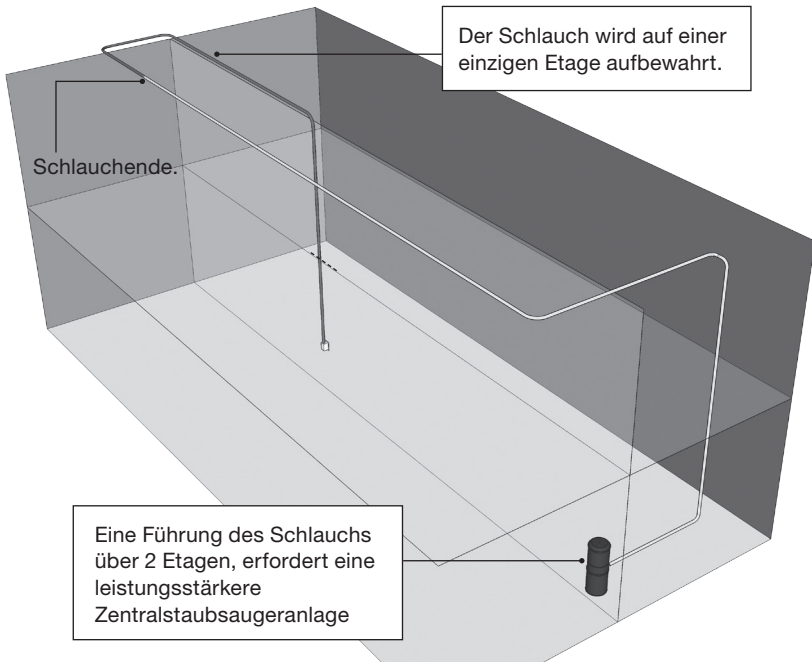 Der Schlauch wird auf einer
einzigen Etage aufbewahrt.
Schlauchende.
Eine Führung des Schlauchs
über 2 Etagen, erfordert eine
leistungsstärkere
Zentralstaubsaugeranlage